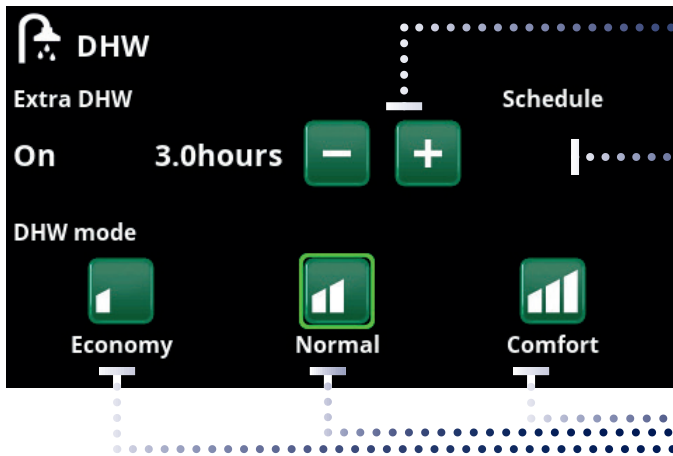 DHW
Extra DHW
Schedule
On 3.0hours − +
DHW mode
Economy Normal Comfort